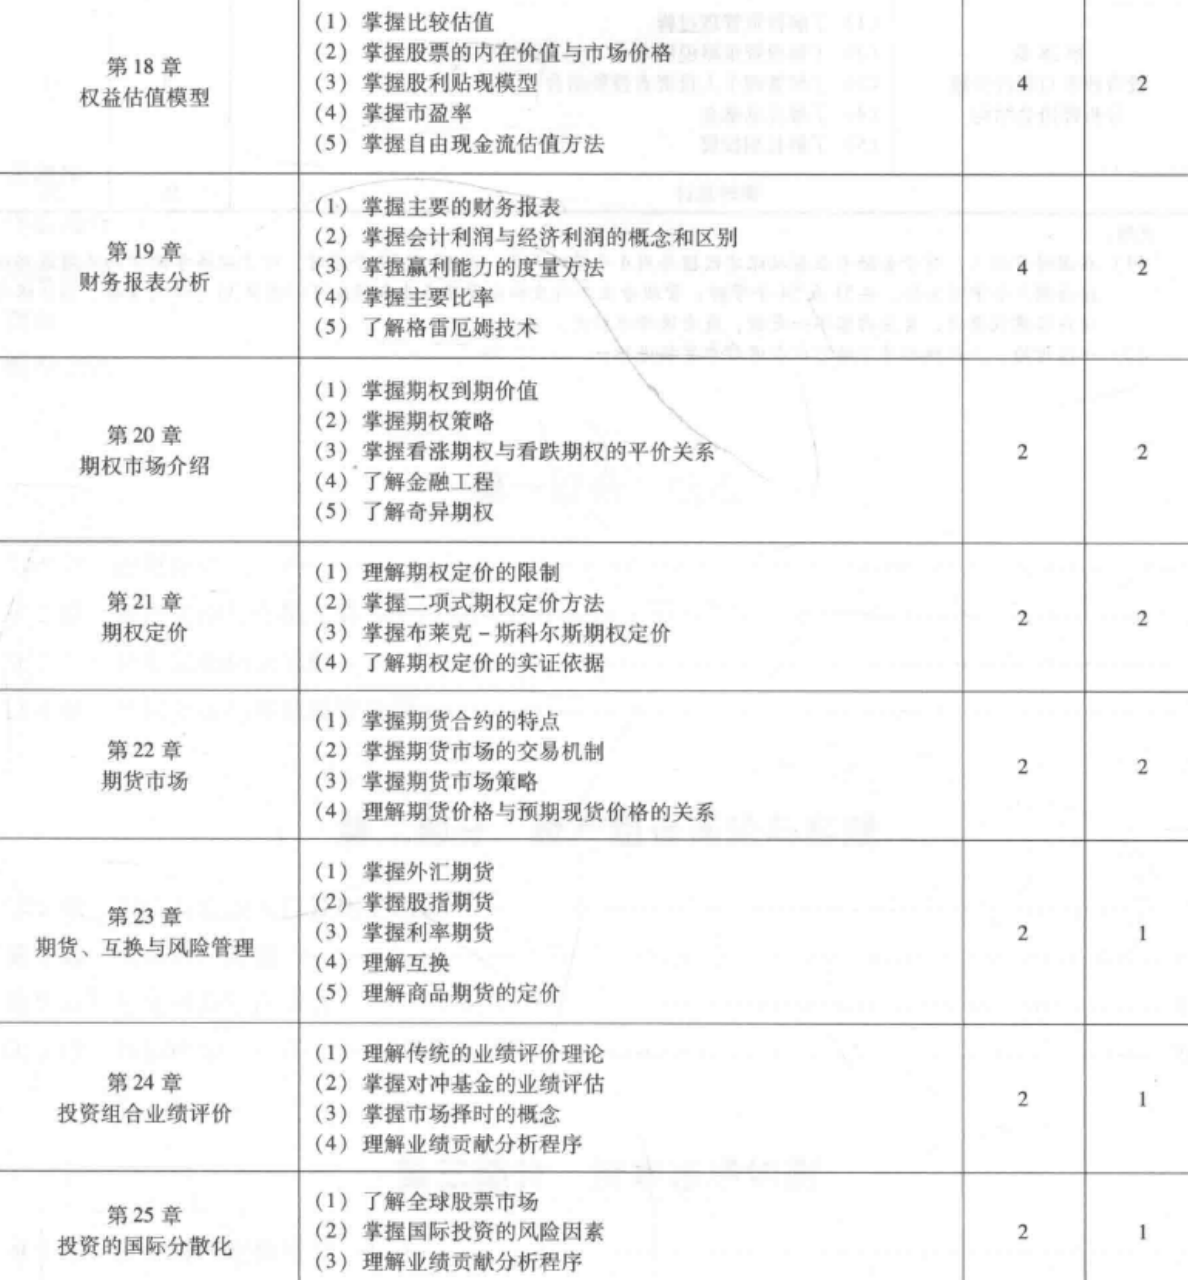 第 18 章
权益估值模型
(1) 掌握比较估值
(2) 掌握股票的内在价值与市场价格
(3) 掌握股利贴现模型
(4) 掌握市盈率
(5) 掌握自由现金流估值方法
4
2
第 19 章
财务报表分析
(1) 掌握主要的财务报表
(2) 掌握会计利润与经济利润的概念和区别
(3) 掌握赢利能力的度量方法
(4) 掌握主要比率
(5) 了解格雷厄姆技术
4
2
第 20 章
期权市场介绍
(1) 掌握期权到期价值
(2) 掌握期权策略
(3) 掌握看涨期权与看跌期权的平价关系
(4) 了解金融工程
(5) 了解奇异期权
2
2
第 21 章
期权定价
(1) 理解期权定价的限制
(2) 掌握二项式期权定价方法
(3) 掌握布莱克－斯科尔斯期权定价
(4) 了解期权定价的实证依据
2
2
第 22 章
期货市场
(1) 掌握期货合约的特点
(2) 掌握期货市场的交易机制
(3) 掌握期货市场策略
(4) 理解期货价格与预期现货价格的关系
2
2
第 23 章
期货、互换与风险管理
(1) 掌握外汇期货
(2) 掌握股指期货
(3) 掌握利率期货
(4) 理解互换
(5) 理解商品期货的定价
2
1
第 24 章
投资组合业绩评价
(1) 理解传统的业绩评价理论
(2) 掌握对冲基金的业绩评估
(3) 掌握市场择时的概念
(4) 理解业绩贡献分析程序
2
1
第 25 章
投资的国际分散化
(1) 了解全球股票市场
(2) 掌握国际投资的风险因素
(3) 理解业绩贡献分析程序
2
1